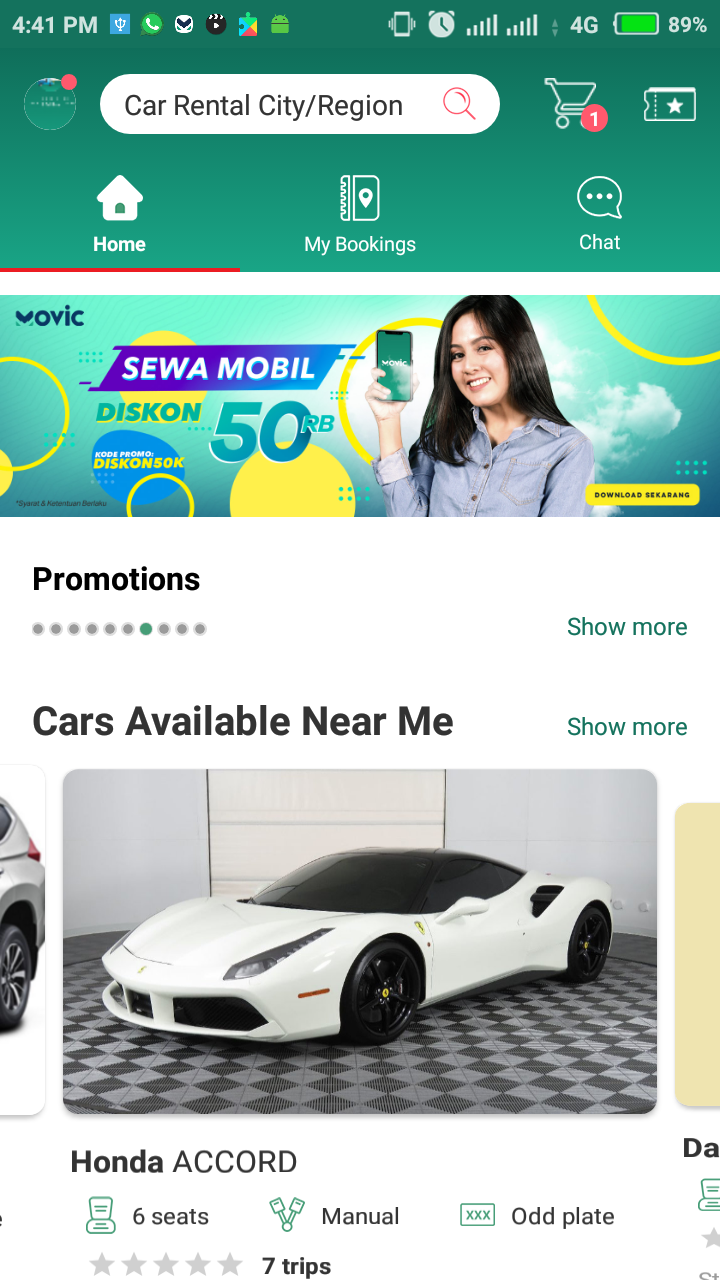 4:41 PM
4G
89%
Car Rental City/Region
1
Home
My Bookings
Chat
MOVIC
MOVIC
SEWA MOBIL
DISKON
50RB
KODE PROMO:
DISKON50K
*Syarat & Ketentuan Berlaku
DOWNLOAD SEKARANG
Promotions
Show more
Cars Available Near Me
Show more
Honda ACCORD
Da
6 seats
Manual
XXX
Odd plate
7 trips